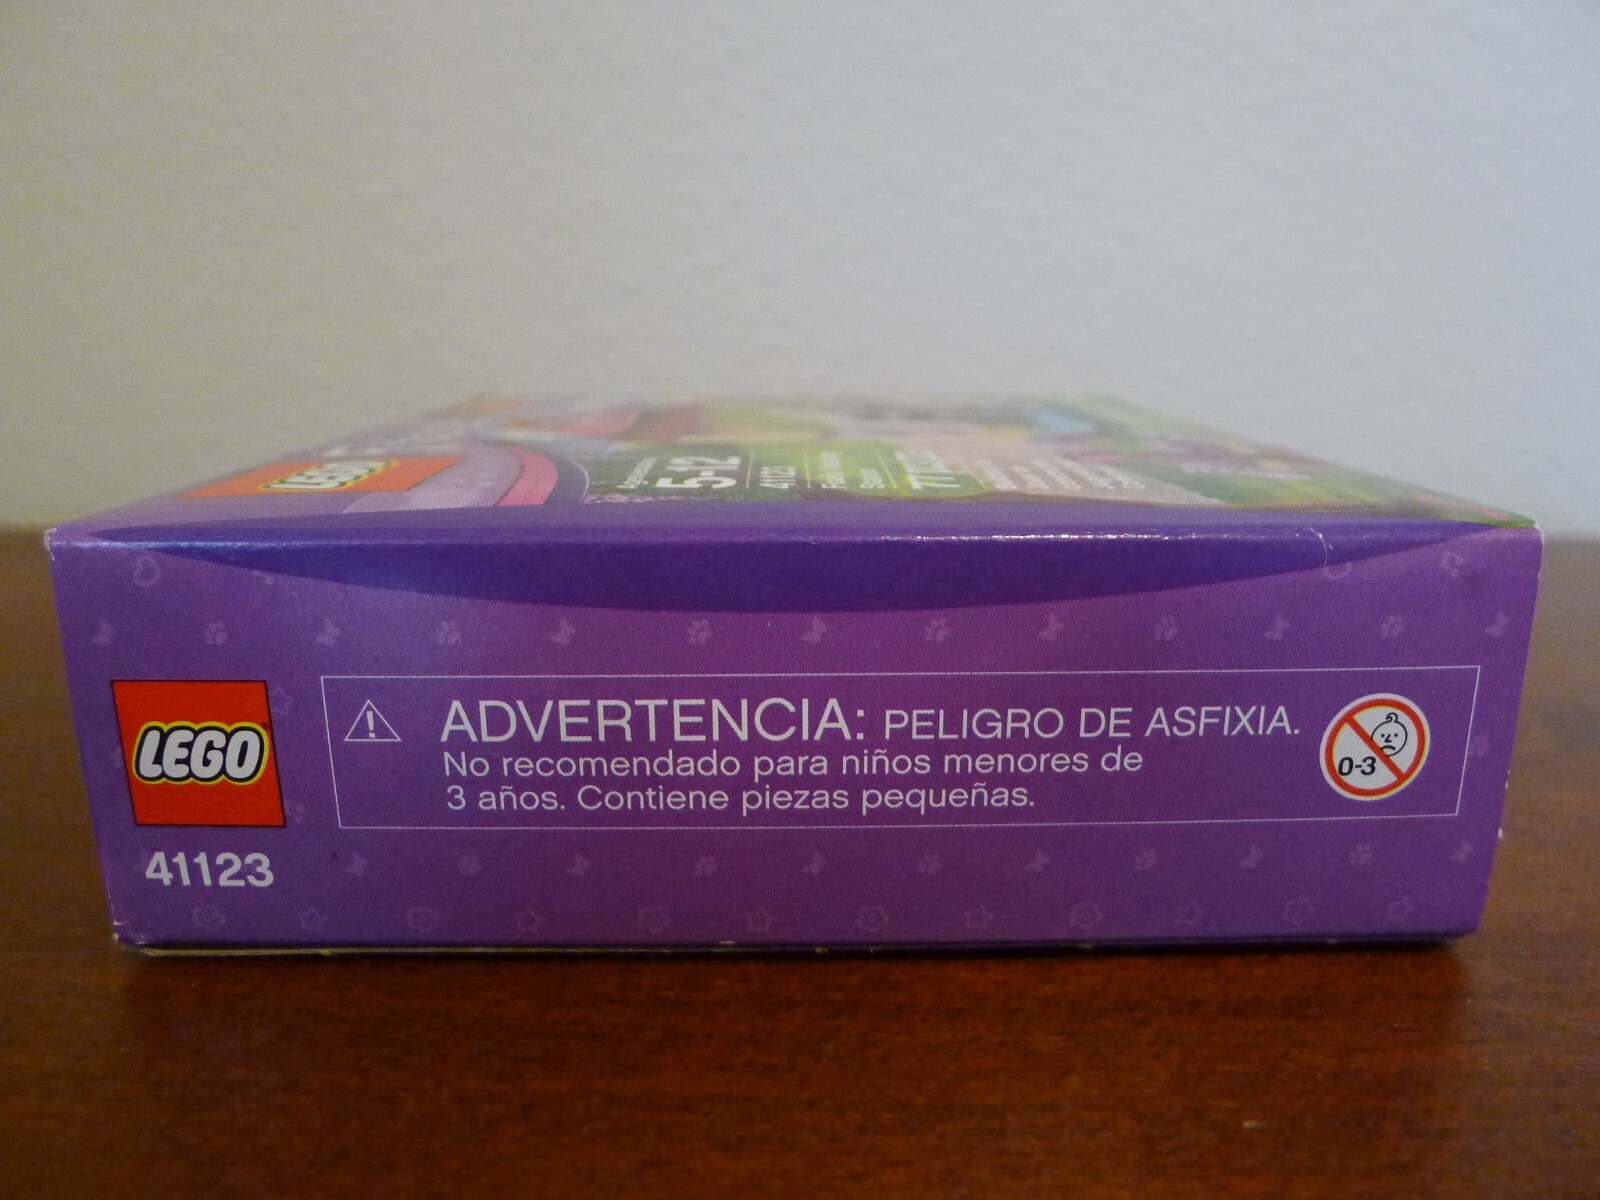 LEGO
5-12
41123
LEGO
ADVERTENCIA: PELIGRO DE ASFIXIA.
No recomendado para niños menores de
3 años. Contiene piezas pequeñas.
0-3
41123